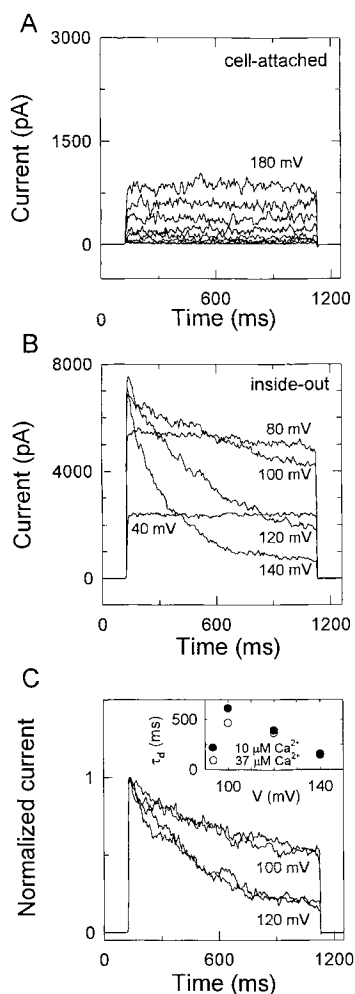 A
3000
cell-attached
Current (pA)
1500
180 mV
0
0
600
1200
Time (ms)
B
8000
inside-out
Current (pA)
80 mV
100 mV
4000
120 mV
40 mV
140 mV
0
0
600
1200
Time (ms)
C
τd (ms)
500
● 10 μM Ca²⁺
○ 37 μM Ca²⁺
0
100
120
140
V (mV)
Normalized current
1
100 mV
120 mV
0
0
600
1200
Time (ms)